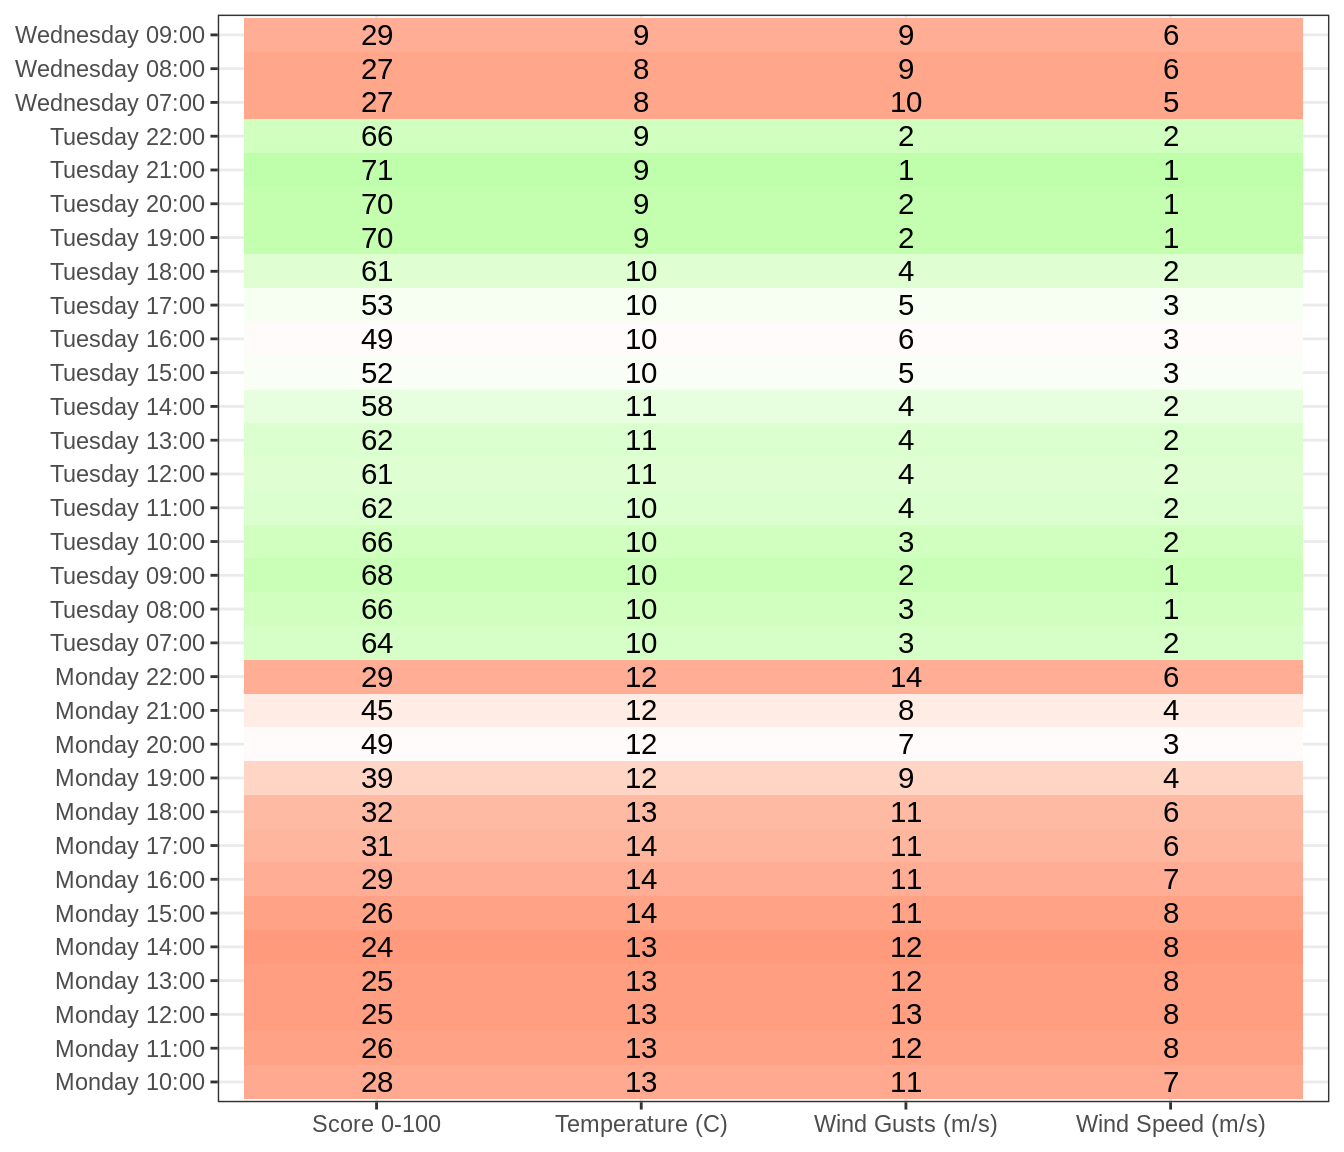 Wednesday 09:00 29 9 9 6
Wednesday 08:00 27 8 9 6
Wednesday 07:00 27 8 10 5
Tuesday 22:00 66 9 2 2
Tuesday 21:00 71 9 1 1
Tuesday 20:00 70 9 2 1
Tuesday 19:00 70 9 2 1
Tuesday 18:00 61 10 4 2
Tuesday 17:00 53 10 5 3
Tuesday 16:00 49 10 6 3
Tuesday 15:00 52 10 5 3
Tuesday 14:00 58 11 4 2
Tuesday 13:00 62 11 4 2
Tuesday 12:00 61 11 4 2
Tuesday 11:00 62 10 4 2
Tuesday 10:00 66 10 3 2
Tuesday 09:00 68 10 2 1
Tuesday 08:00 66 10 3 1
Tuesday 07:00 64 10 3 2
Monday 22:00 29 12 14 6
Monday 21:00 45 12 8 4
Monday 20:00 49 12 7 3
Monday 19:00 39 12 9 4
Monday 18:00 32 13 11 6
Monday 17:00 31 14 11 6
Monday 16:00 29 14 11 7
Monday 15:00 26 14 11 8
Monday 14:00 24 13 12 8
Monday 13:00 25 13 12 8
Monday 12:00 25 13 13 8
Monday 11:00 26 13 12 8
Monday 10:00 28 13 11 7
Score 0-100 Temperature (C) Wind Gusts (m/s) Wind Speed (m/s)